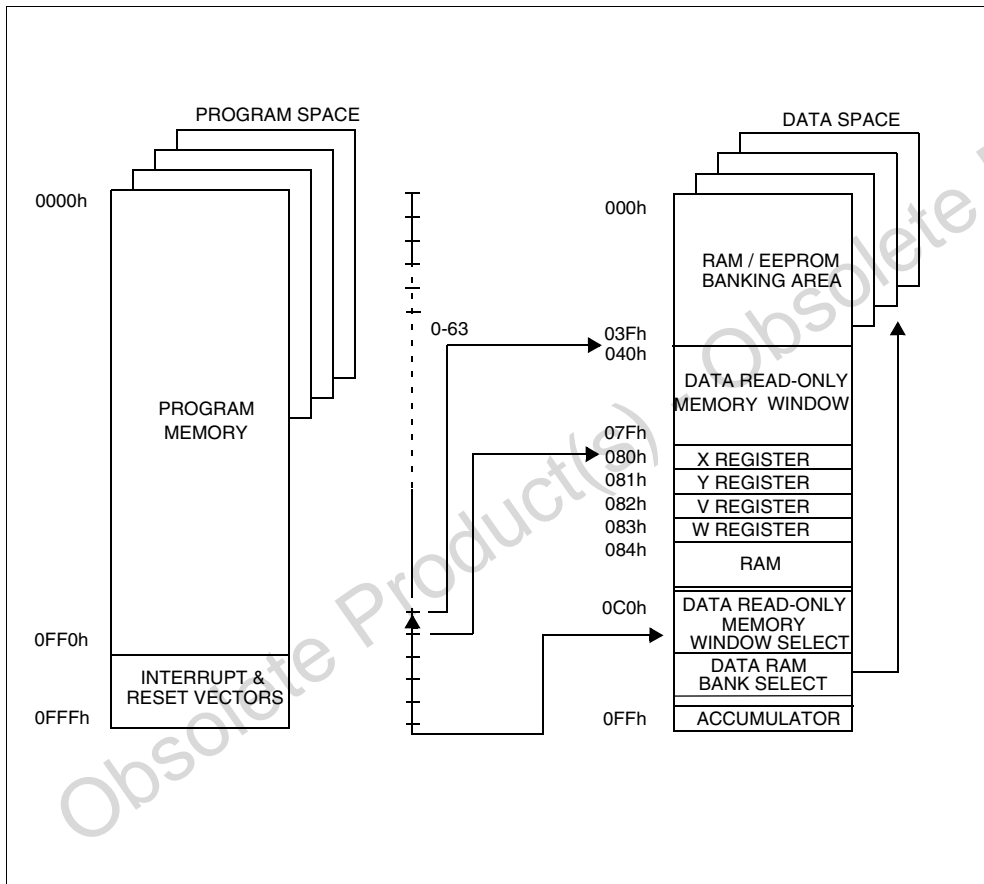 PROGRAM SPACE
0000h
PROGRAM
MEMORY
0FF0h
INTERRUPT &
RESET VECTORS
0FFFh
0-63
DATA SPACE
000h
RAM / EEPROM
BANKING AREA
03Fh
040h
DATA READ-ONLY
MEMORY WINDOW
07Fh
080h
X REGISTER
081h
Y REGISTER
082h
V REGISTER
083h
W REGISTER
084h
RAM
0C0h
DATA READ-ONLY
MEMORY
WINDOW SELECT
DATA RAM
BANK SELECT
0FFh
ACCUMULATOR
Obsolete Product(s) - Obsolete